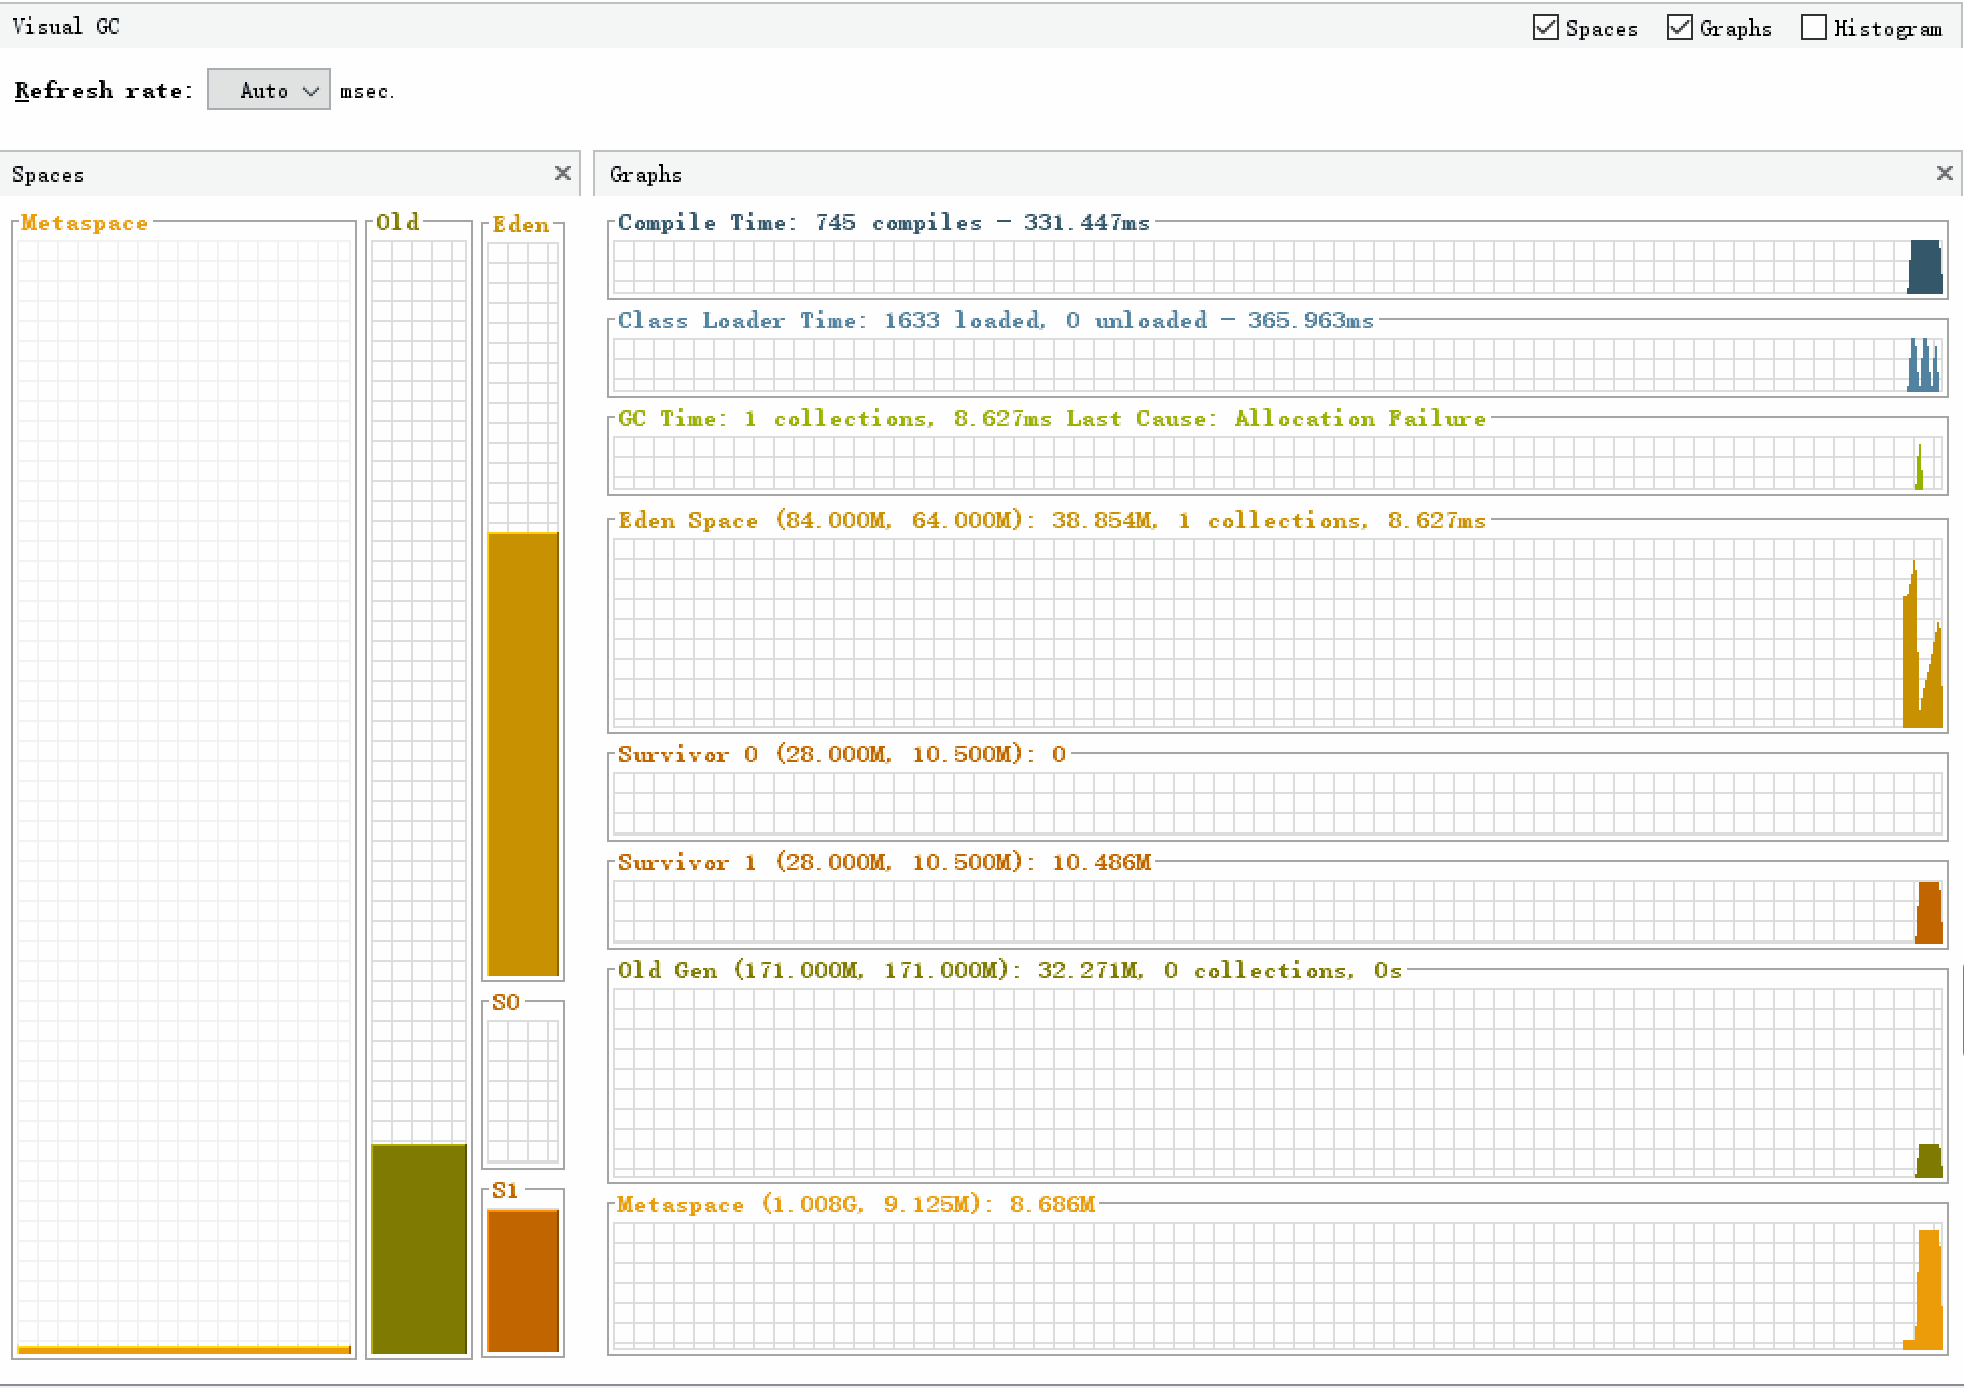 Visual GC
Spaces Graphs Histogram
Refresh rate: Auto msec.
Spaces
Graphs
Metaspace
Old
Eden
S0
S1
Compile Time: 745 compiles - 331.447ms
Class Loader Time: 1633 loaded, 0 unloaded - 365.963ms
GC Time: 1 collections, 8.627ms Last Cause: Allocation Failure
Eden Space (84.000M, 64.000M): 38.854M, 1 collections, 8.627ms
Survivor 0 (28.000M, 10.500M): 0
Survivor 1 (28.000M, 10.500M): 10.486M
Old Gen (171.000M, 171.000M): 32.271M, 0 collections, 0s
Metaspace (1.008G, 9.125M): 8.686M